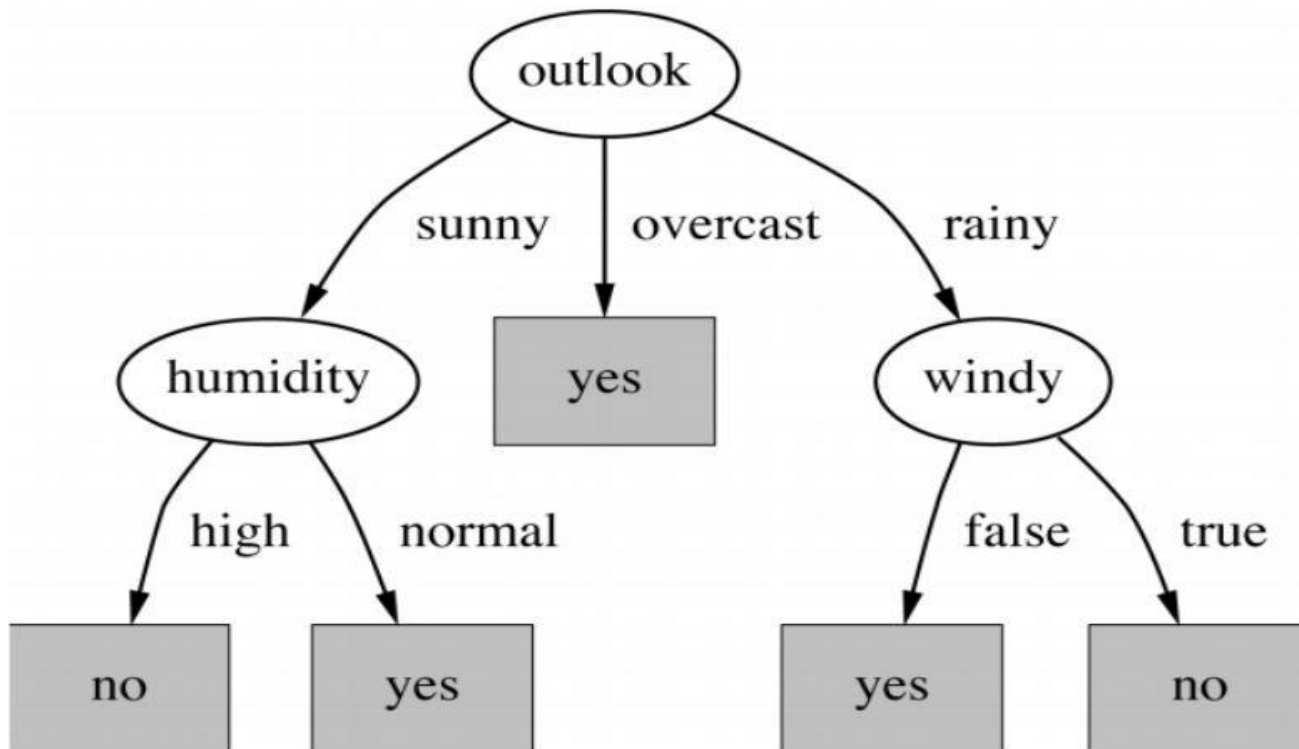 outlook
sunny
overcast
rainy
humidity
yes
windy
high
normal
false
true
no
yes
yes
no